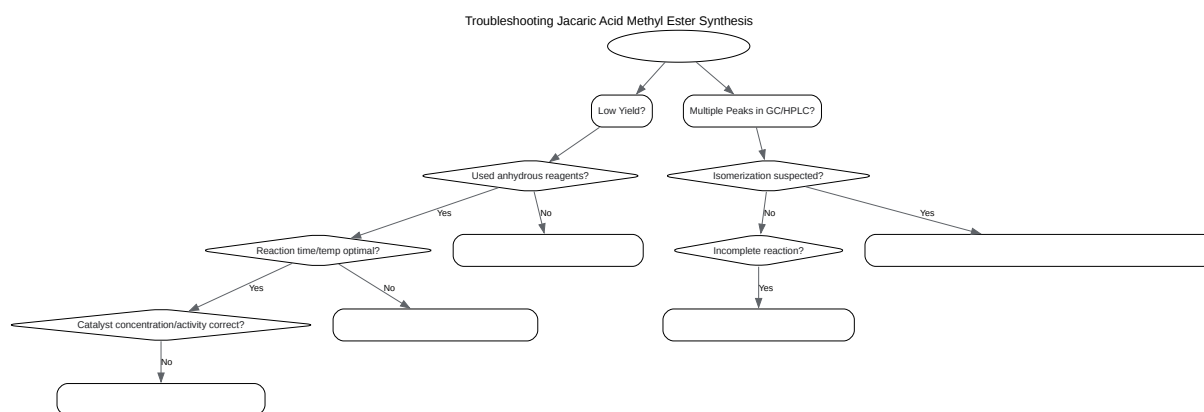 Troubleshooting Jacaric Acid Methyl Ester Synthesis
Low Yield?
Multiple Peaks in GC/HPLC?
Used anhydrous reagents?
Isomerization suspected?
Yes
No
No
Yes
Reaction time/temp optimal?
Incomplete reaction?
Yes
No
Yes
Catalyst concentration/activity correct?
No